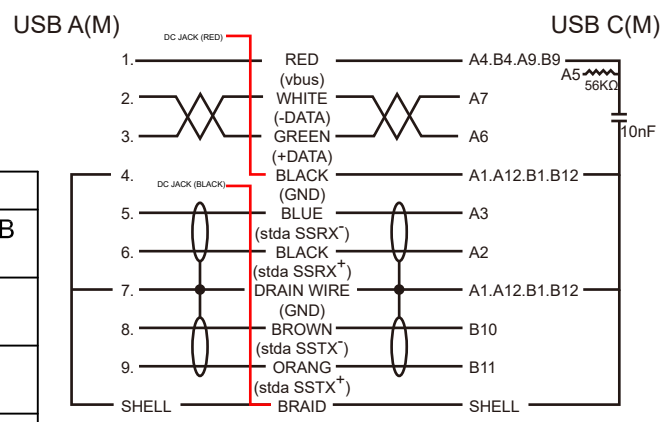 USB A(M) USB C(M)
DC JACK (RED)
1. RED A4.B4.A9.B9
(vbus) A5 56KΩ
2. WHITE A7
(-DATA)
3. GREEN A6 10nF
(+DATA)
4. BLACK A1.A12.B1.B12
DC JACK (BLACK) (GND)
5. BLUE A3
B
(stda SSRX-)
6. BLACK A2
(stda SSRX+)
7. DRAIN WIRE A1.A12.B1.B12
(GND)
8. BROWN B10
(stda SSTX-)
9. ORANG B11
(stda SSTX+)
SHELL BRAID SHELL